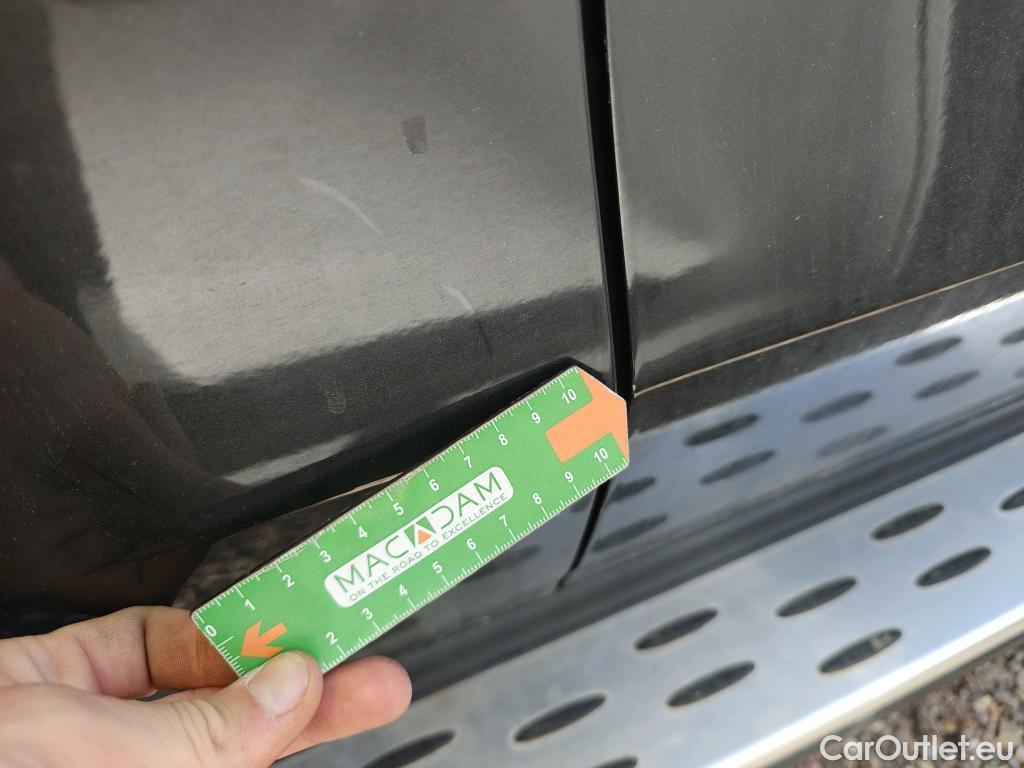 0 1 2 3 4 5 6 7 8 9 10
MACADAM
ON THE ROAD TO EXCELLENCE
2 3 4 5 6 7 8 9 10
CarOutlet.eu